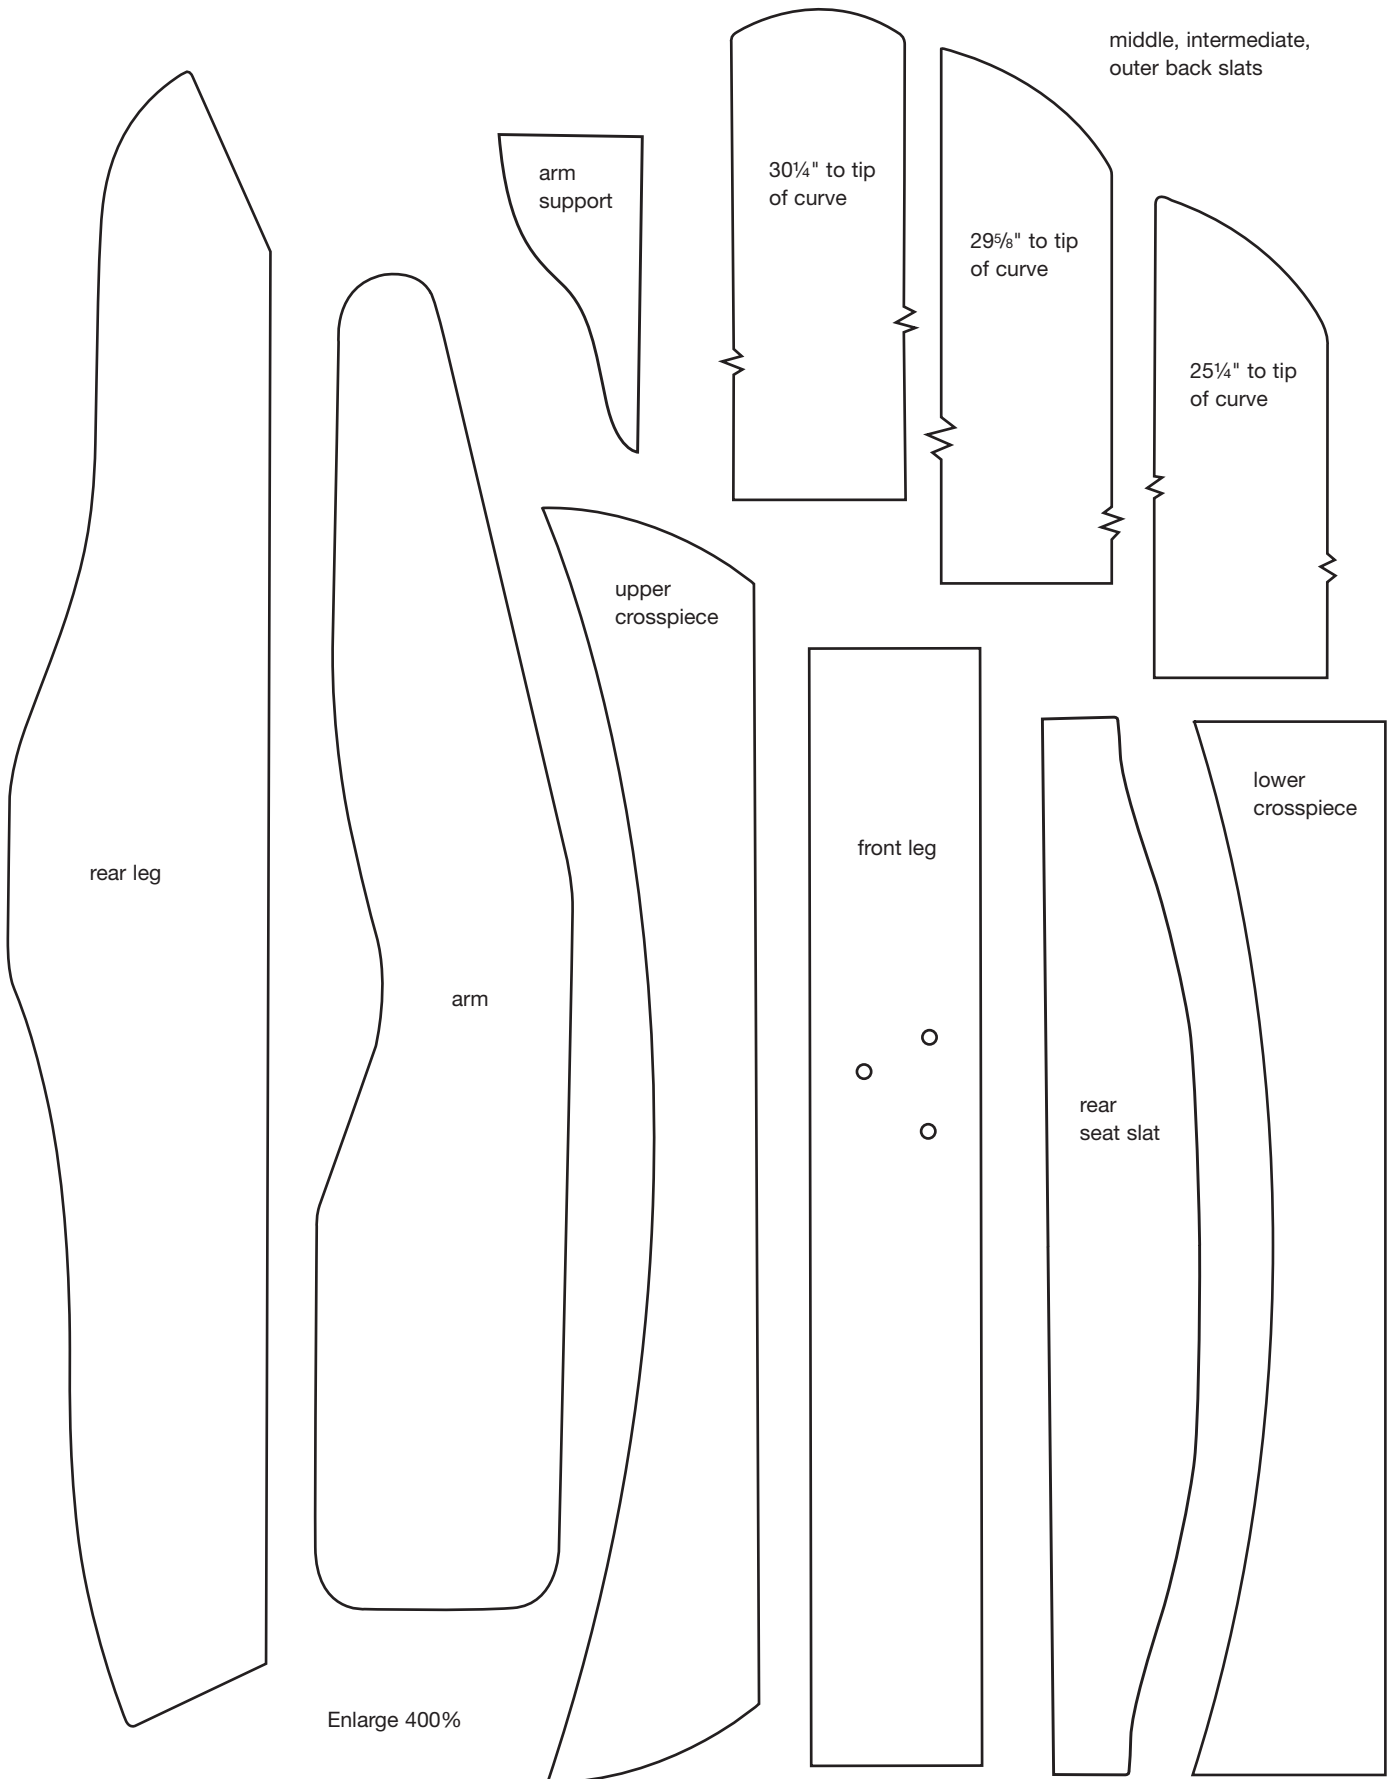 middle, intermediate,
outer back slats
arm
support
30¼" to tip
of curve
29⅝" to tip
of curve
25¼" to tip
of curve
upper
crosspiece
lower
crosspiece
front leg
rear leg
arm
rear
seat slat
Enlarge 400%